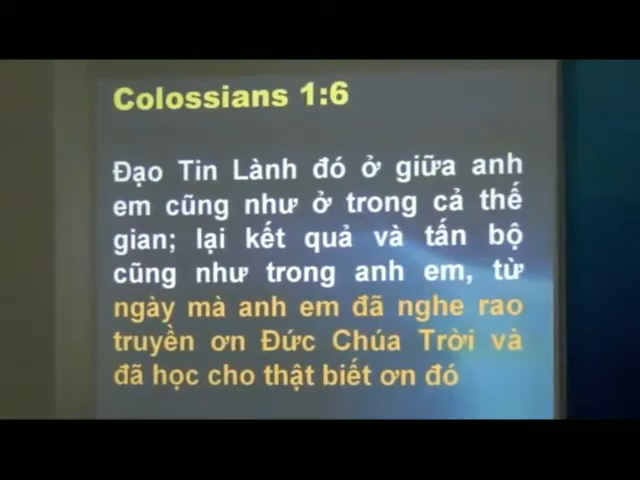 Colossians 1:6
Đạo Tin Lành đó ở giữa anh
em cũng như ở trong cả thế
gian; lại kết quả và tấn bộ
cũng như trong anh em, từ
ngày mà anh em đã nghe rao
truyền ơn Đức Chúa Trời và
đã học cho thật biết ơn đó